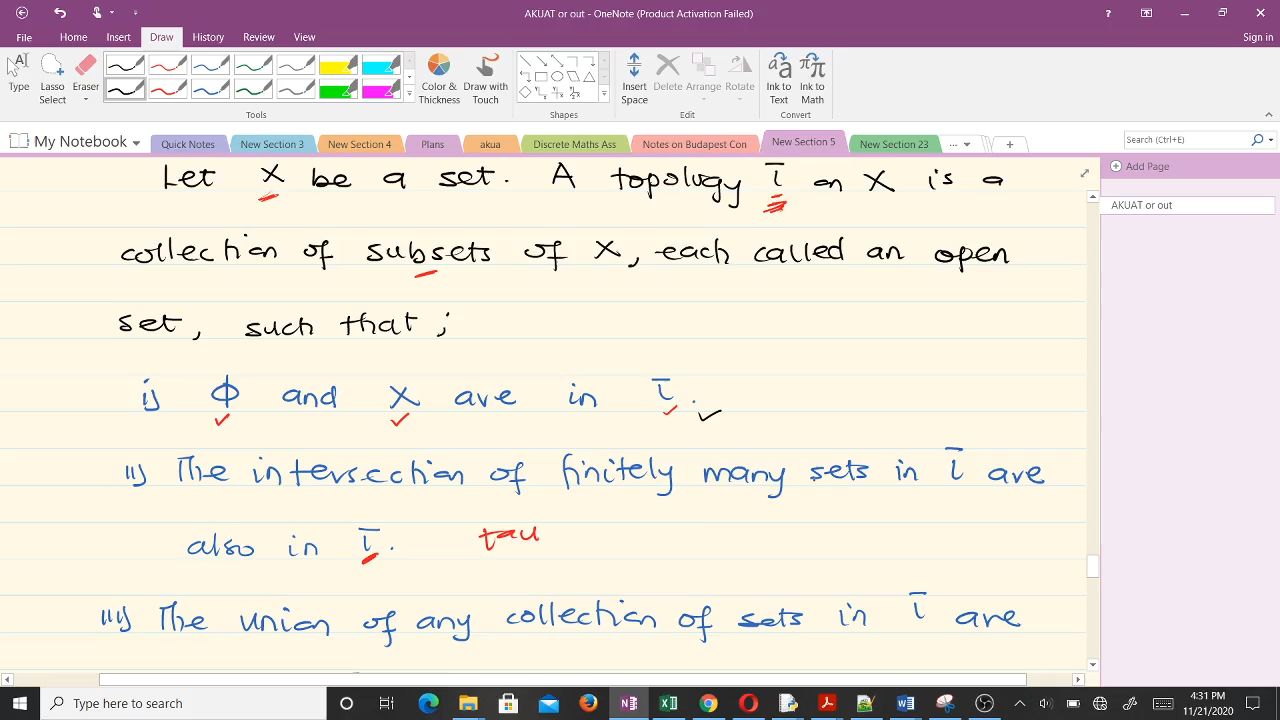 AKUAT or out - OneNote (Product Activation Failed)
File Home Insert Draw History Review View Sign in
Type Lasso Select Eraser Color & Thickness Draw with Touch Insert Space Delete Arrange Rotate Ink to Text Ink to Math
Tools Shapes Edit Convert
My Notebook Quick Notes New Section 3 New Section 4 Plans akua Discrete Maths Ass Notes on Budapest Con New Section 5 New Section 23 ... Search (Ctrl+E)
Add Page
AKUAT or out
Let X be a set. A topology τ on X is a
collection of subsets of X, each called an open
set, such that ;
i) Φ and X are in τ.
ii) The intersection of finitely many sets in τ are
also in τ. tau
iii) The union of any collection of sets in τ are
Type here to search
4:31 PM
11/21/2020